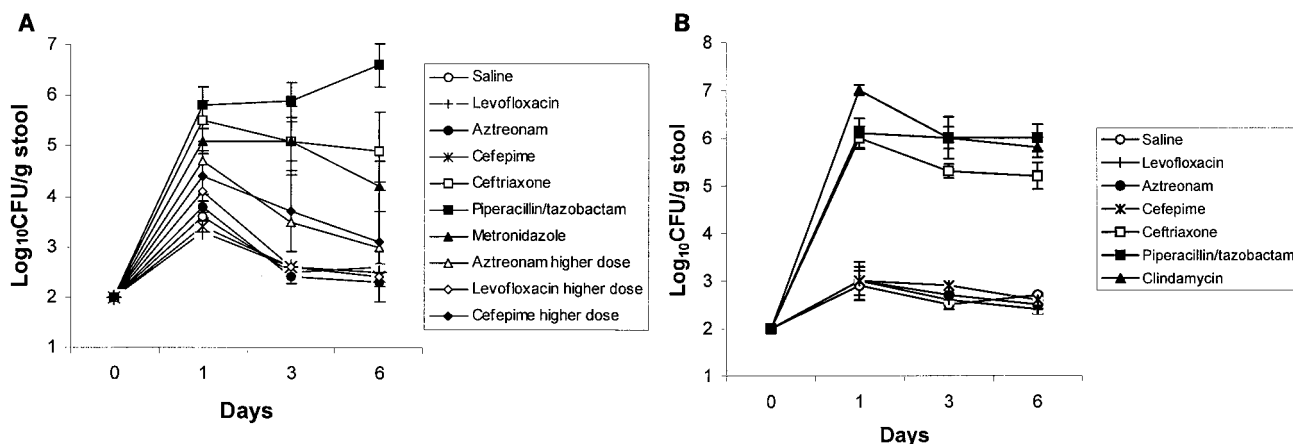 A
Log10CFU/g stool
7
6
5
4
3
2
1
0 1 3 6
Days
Saline
Levofloxacin
Aztreonam
Cefepime
Ceftriaxone
Piperacillin/tazobactam
Metronidazole
Aztreonam higher dose
Levofloxacin higher dose
Cefepime higher dose
B
Log10CFU/g stool
8
7
6
5
4
3
2
1
0 1 3 6
Days
Saline
Levofloxacin
Aztreonam
Cefepime
Ceftriaxone
Piperacillin/tazobactam
Clindamycin